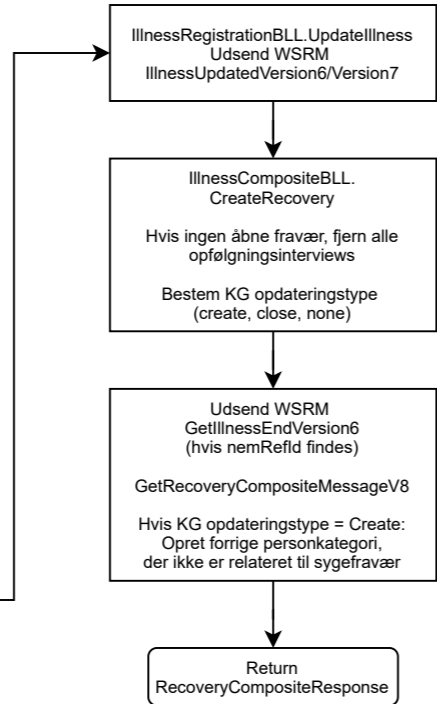 IllnessRegistrationBLL.UpdateIllness
Udsend WSRM
IllnessUpdatedVersion6/Version7
IllnessCompositeBLL.
CreateRecovery
Hvis ingen åbne fravær, fjern alle
opfølgningsinterviews
Bestem KG opdateringstype
(create, close, none)
Udsend WSRM
GetIllnessEndVersion6
(hvis nemRefId findes)
GetRecoveryCompositeMessageV8
Hvis KG opdateringstype = Create:
Opret forrige personkategori,
der ikke er relateret til sygefravær
Return
RecoveryCompositeResponse